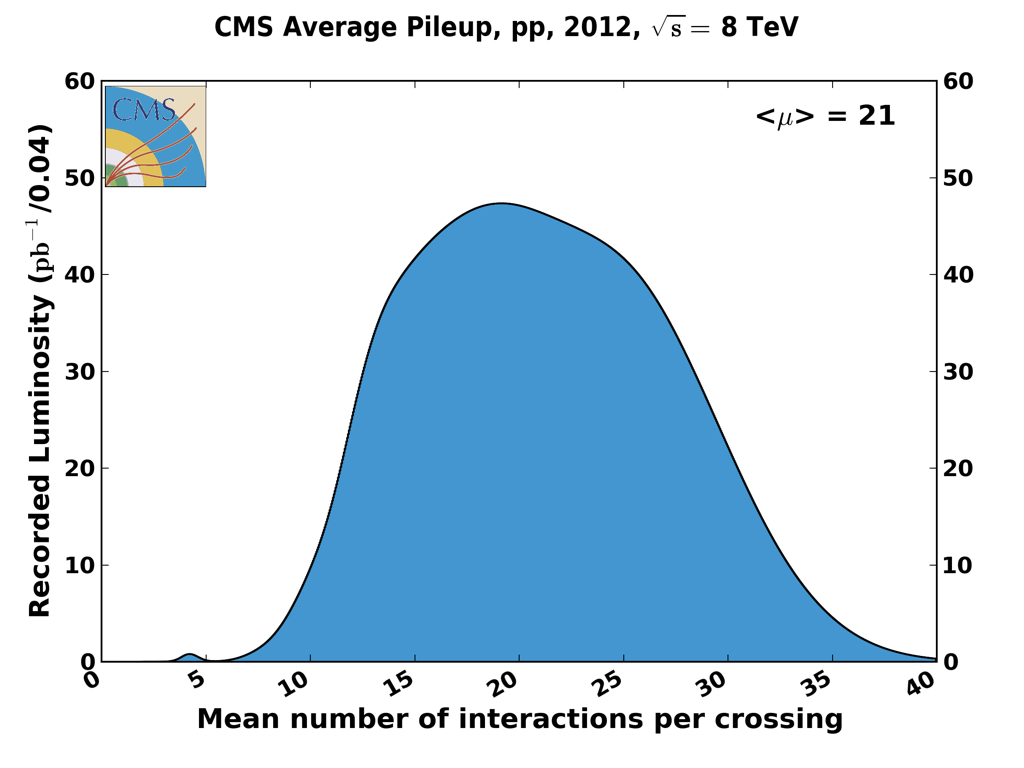 CMS Average Pileup, pp, 2012, √s = 8 TeV
CMS
<μ> = 21
Recorded Luminosity (pb⁻¹/0.04)
60
50
40
30
20
10
0
60
50
40
30
20
10
0
0 5 10 15 20 25 30 35 40
Mean number of interactions per crossing